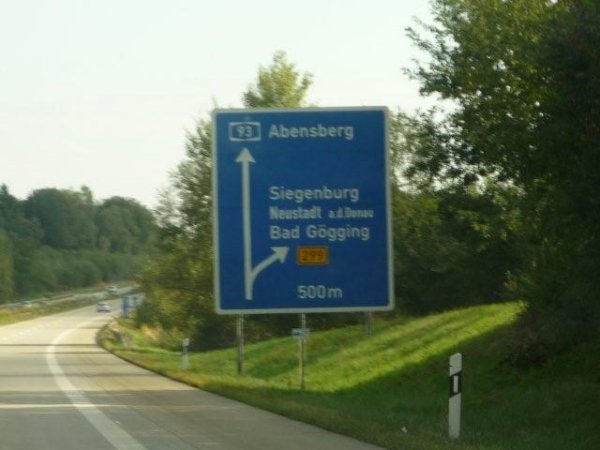 93 Abensberg
Siegenburg
Neustadt a.d.Donau
Bad Gögging
299
500m